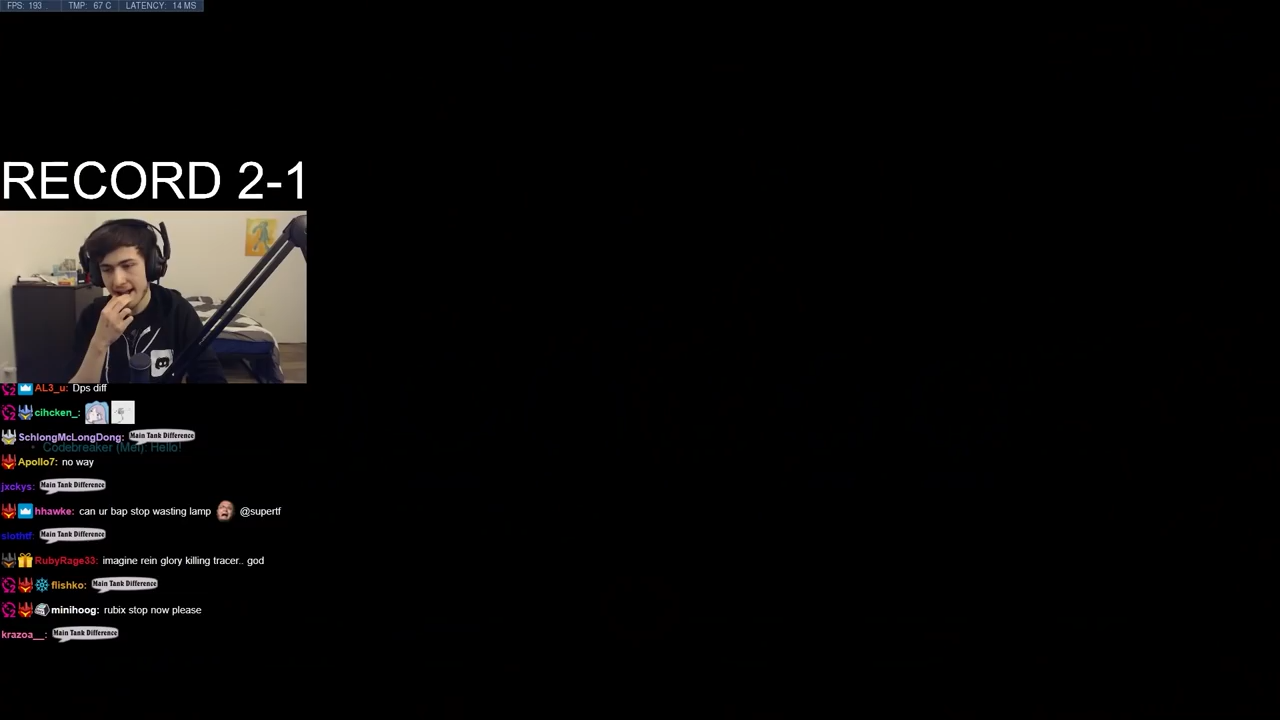 FPS: 193 TMP: 67 C LATENCY: 14 MS
RECORD 2-1
AL3_u: Dps diff
cihcken_:
SchlongMcLongDong: Main Tank Difference
Codebreaker (Mei): Hello!
Apollo7: no way
jxckys: Main Tank Difference
hhawke: can ur bap stop wasting lamp @supertf
slothtf: Main Tank Difference
RubyRage33: imagine rein glory killing tracer.. god
flishko: Main Tank Difference
minihoog: rubix stop now please
krazoa__: Main Tank Difference